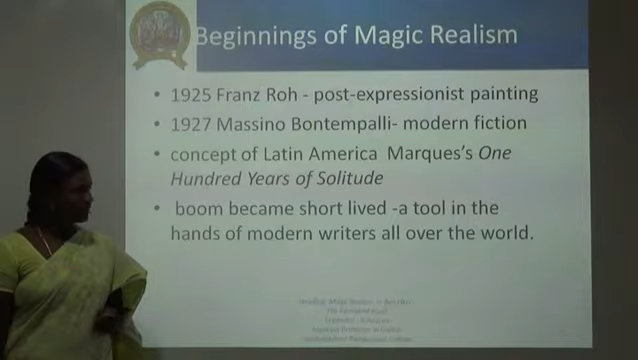 Beginnings of Magic Realism
• 1925 Franz Roh - post-expressionist painting
• 1927 Massino Bontempalli- modern fiction
• concept of Latin America Marques's One
Hundred Years of Solitude
• boom became short lived -a tool in the
hands of modern writers all over the world.